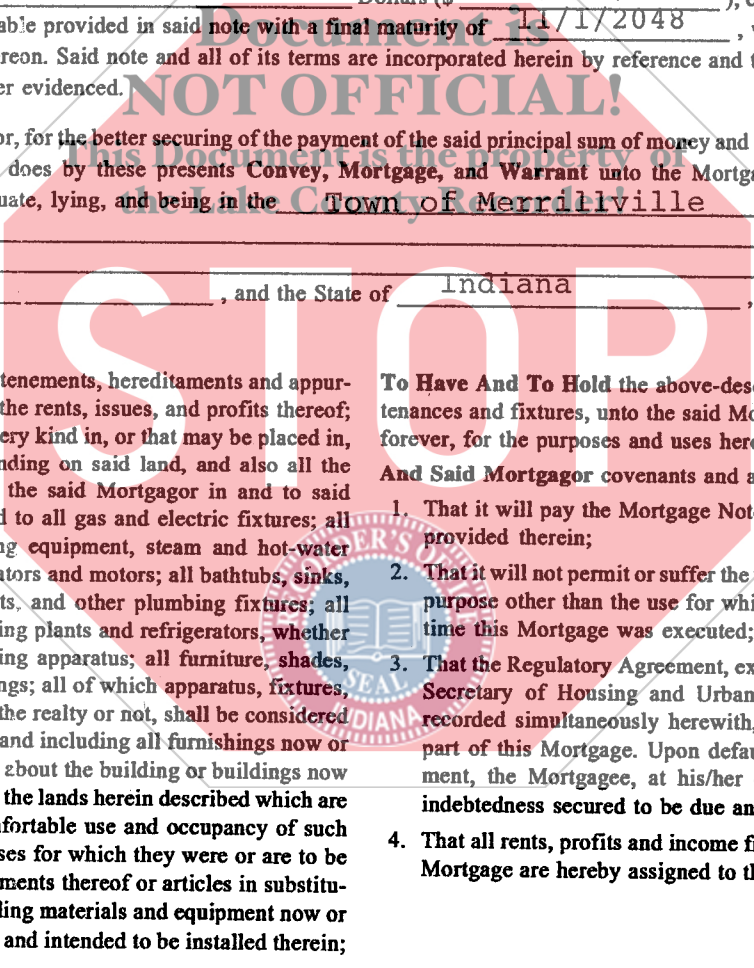 Dollars ($ ), 
able provided in said note with a final maturity of 11/1/2048 ,
reon. Said note and all of its terms are incorporated herein by reference and
er evidenced.
or, for the better securing of the payment of the said principal sum of money and
does by these presents Convey, Mortgage, and Warrant unto the Mortga
uate, lying, and being in the Town of Merrillville
, and the State of Indiana ,
Document is
NOT OFFICIAL!
This Document is the property of
the Lake County Recorder!
STOP
tenements, hereditaments and appur-
the rents, issues, and profits thereof;
ery kind in, or that may be placed in,
nding on said land, and also all the
the said Mortgagor in and to said
d to all gas and electric fixtures; all
ng equipment, steam and hot-water
ators and motors; all bathtubs, sinks,
ts, and other plumbing fixtures; all
ing plants and refrigerators, whether
ing apparatus; all furniture, shades,
ngs; all of which apparatus, fixtures,
the realty or not, shall be considered
and including all furnishings now or
about the building or buildings now
the lands herein described which are
nfortable use and occupancy of such
ses for which they were or are to be
ments thereof or articles in substitu-
ding materials and equipment now or
and intended to be installed therein;
To Have And To Hold the above-desc
tenances and fixtures, unto the said Mo
forever, for the purposes and uses here
And Said Mortgagor covenants and a
1. That it will pay the Mortgage Not
provided therein;
2. That it will not permit or suffer the
purpose other than the use for whi
time this Mortgage was executed;
3. That the Regulatory Agreement, ex
Secretary of Housing and Urban
recorded simultaneously herewith,
part of this Mortgage. Upon defau
ment, the Mortgagee, at his/her
indebtedness secured to be due an
4. That all rents, profits and income f
Mortgage are hereby assigned to th
SEAL
INDIANA